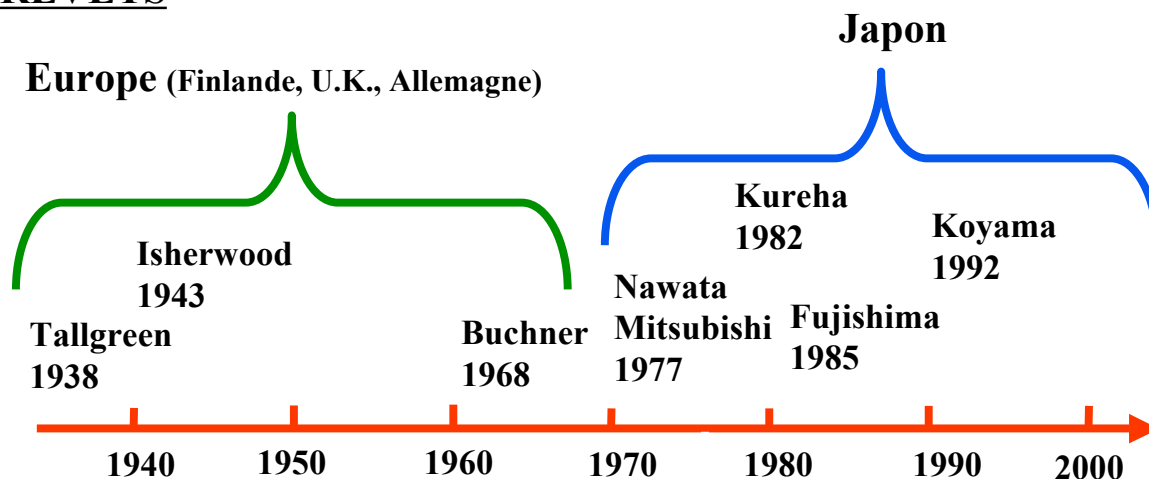 Japon
Europe (Finlande, U.K., Allemagne)
Kureha
1982
Koyama
1992
Isherwood
1943
Nawata
Mitsubishi
1977
Fujishima
1985
Tallgreen
1938
Buchner
1968
1940 1950 1960 1970 1980 1990 2000